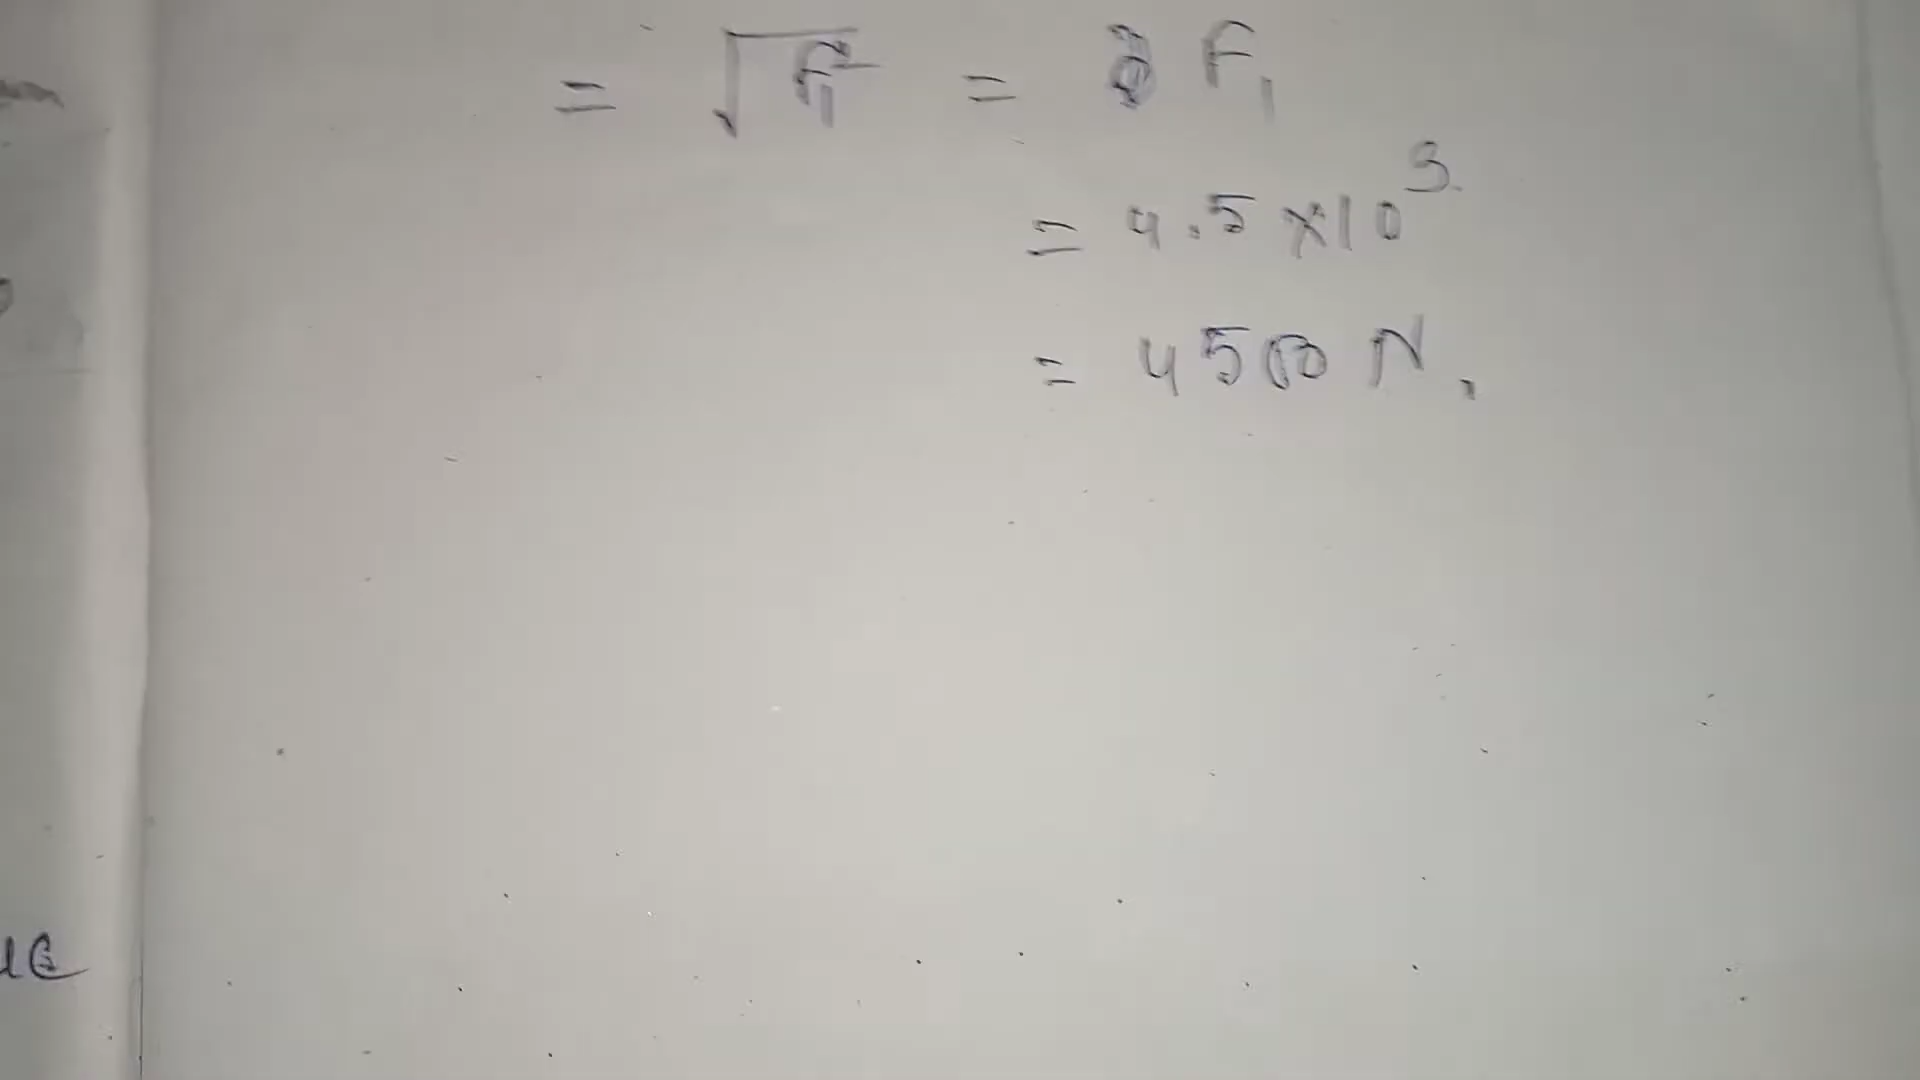 = √F₁² = F₁
= 4.5 × 10³
= 4500 N.